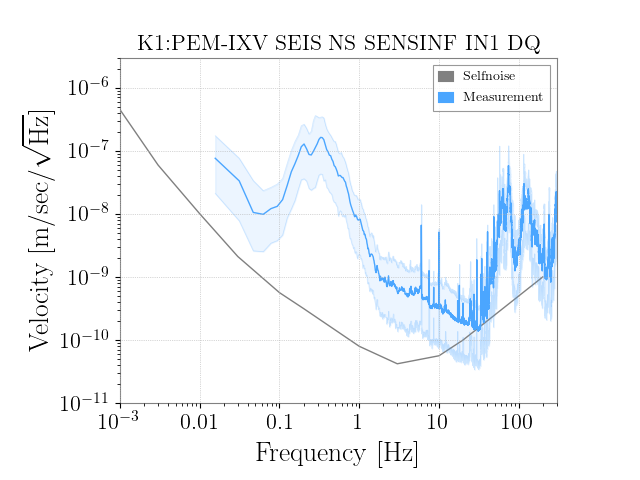 K1:PEM-IXV SEIS NS SENSINF IN1 DQ
Selfnoise
Measurement
Velocity [m/sec/√Hz]
10⁻⁶
10⁻⁷
10⁻⁸
10⁻⁹
10⁻¹⁰
10⁻¹¹
10⁻³ 0.01 0.1 1 10 100
Frequency [Hz]